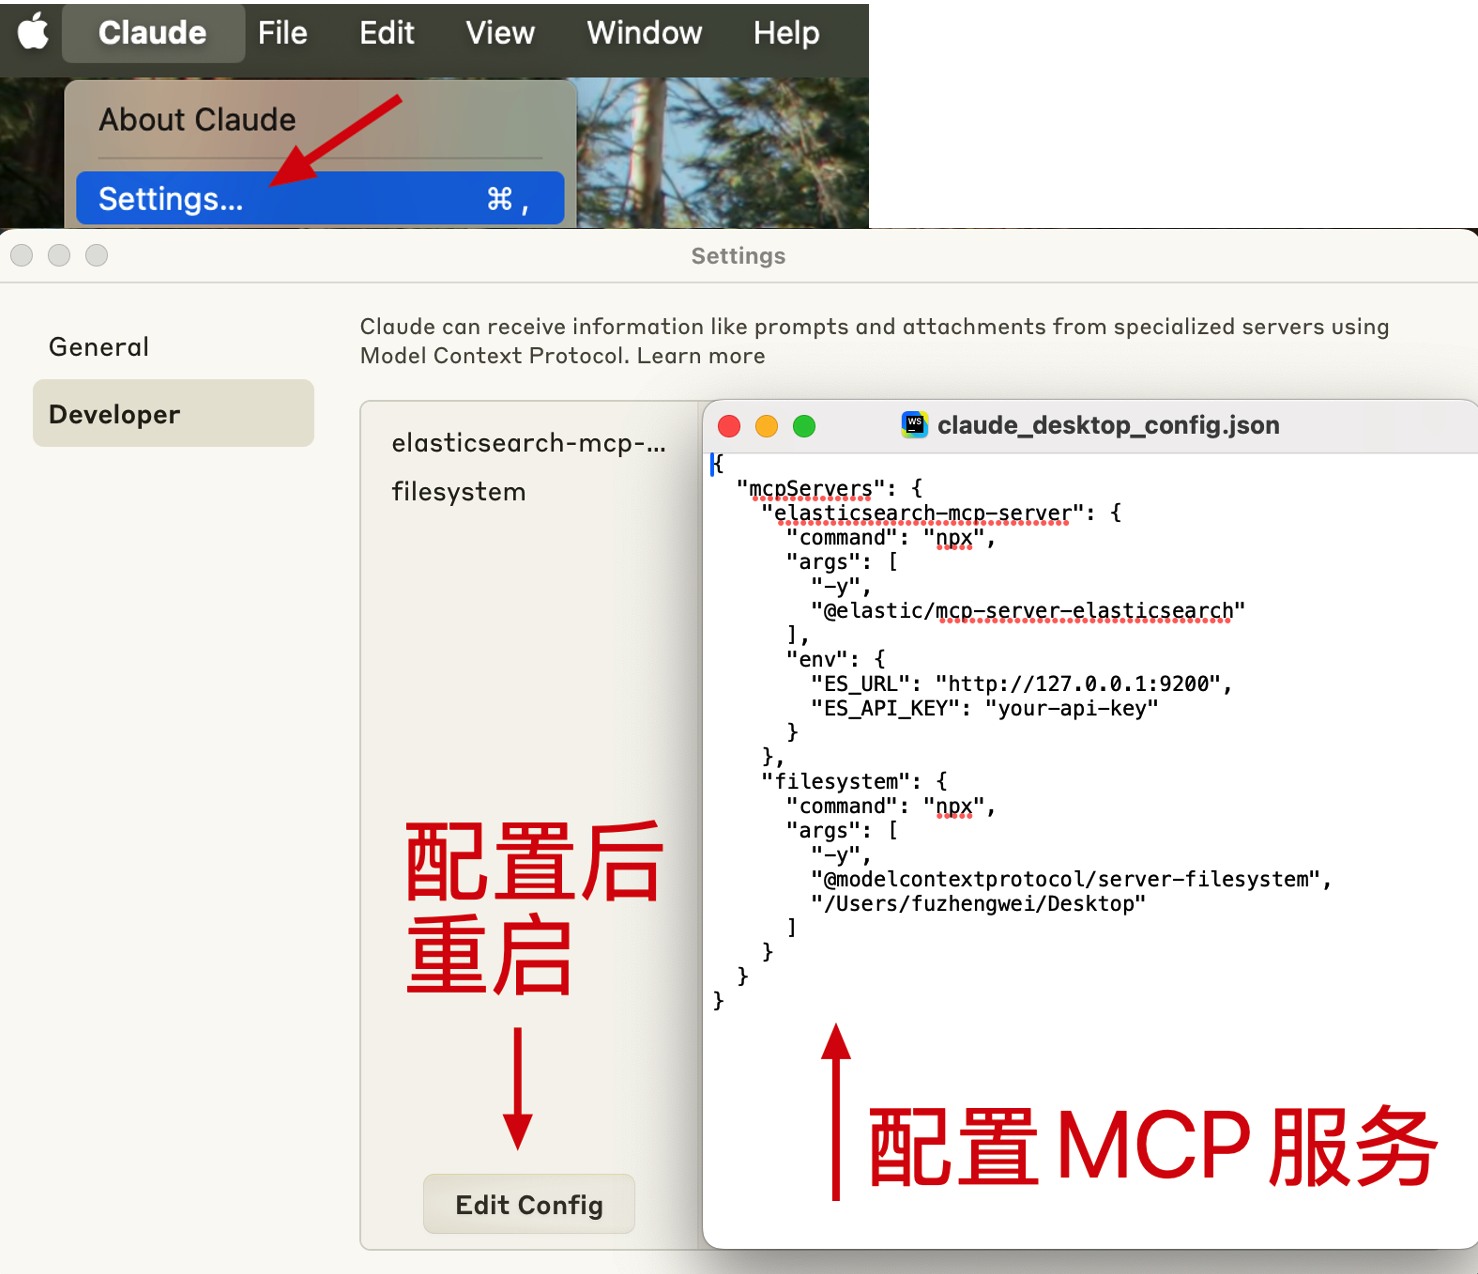 Claude File Edit View Window Help
About Claude
Settings... ⌘ ,
Settings
General
Developer
Claude can receive information like prompts and attachments from specialized servers using
Model Context Protocol. Learn more
elasticsearch-mcp-...
filesystem
配置后
重启
Edit Config
WS
claude_desktop_config.json
{
  "mcpServers": {
    "elasticsearch-mcp-server": {
      "command": "npx",
      "args": [
        "-y",
        "@elastic/mcp-server-elasticsearch"
      ],
      "env": {
        "ES_URL": "http://127.0.0.1:9200",
        "ES_API_KEY": "your-api-key"
      }
    },
    "filesystem": {
      "command": "npx",
      "args": [
        "-y",
        "@modelcontextprotocol/server-filesystem",
        "/Users/fuzhengwei/Desktop"
      ]
    }
  }
}
配置 MCP 服务